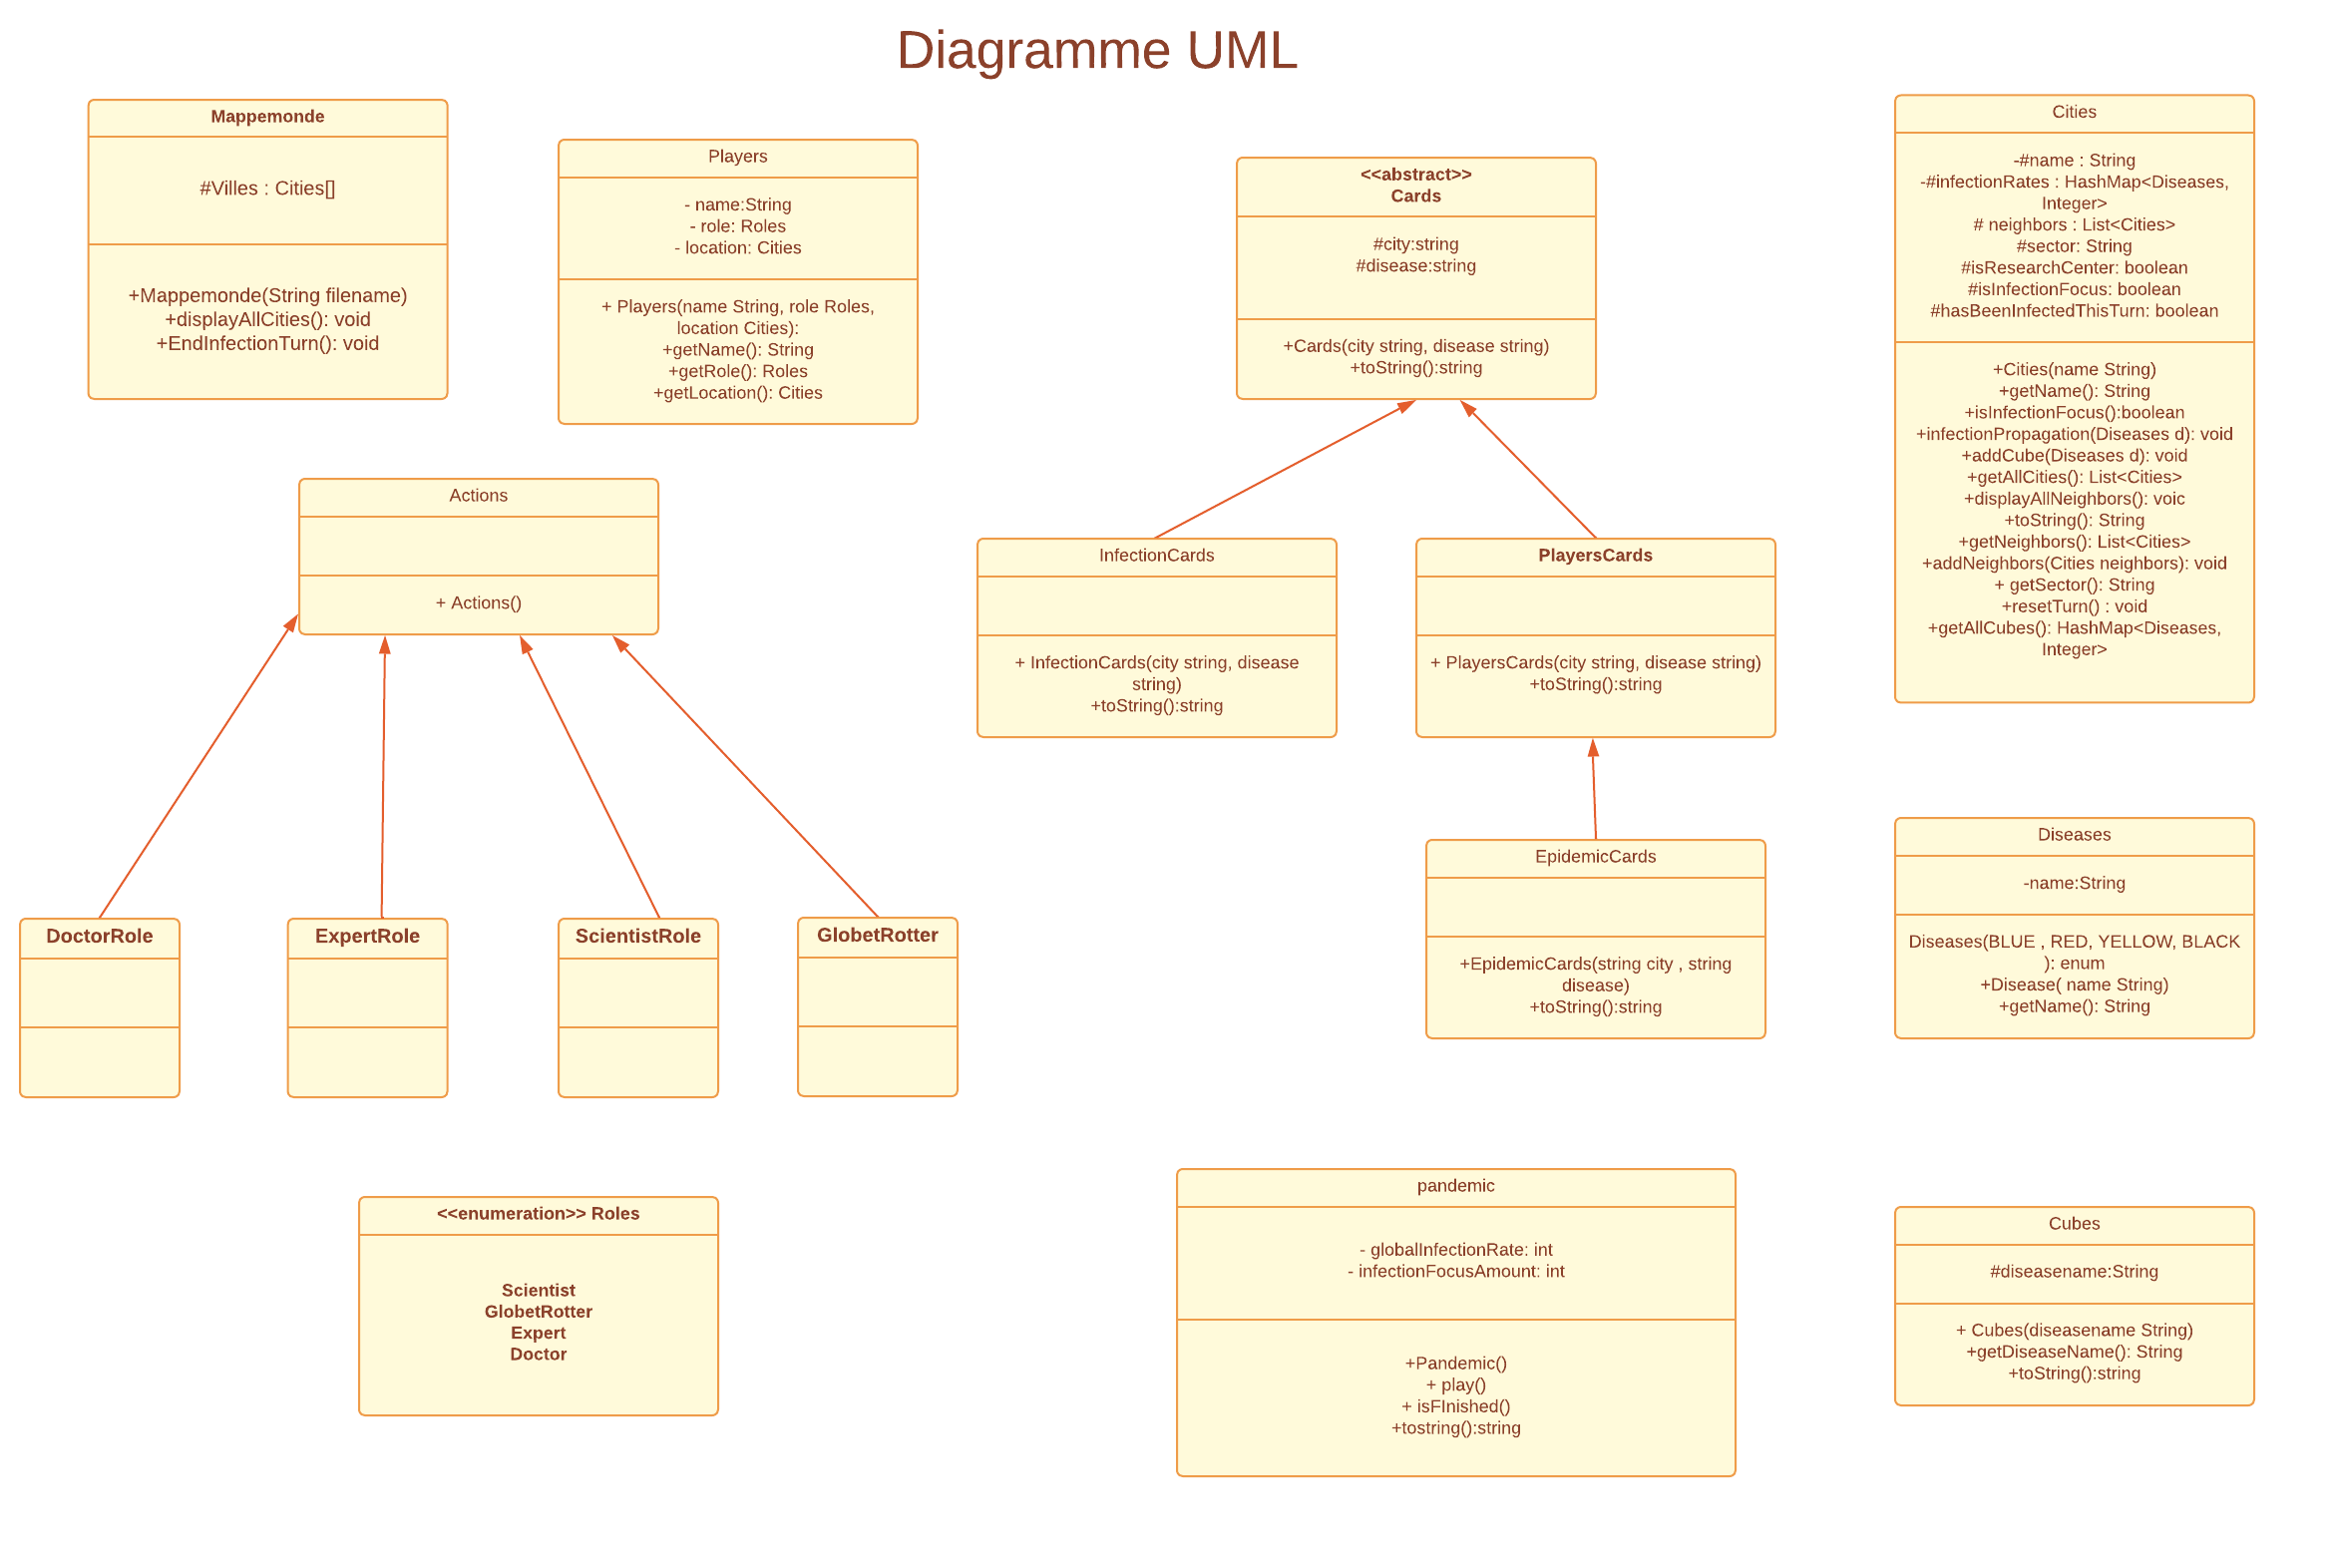 Diagramme UML
Mappemonde
#Villes : Cities[]
+Mappemonde(String filename)
+displayAllCities(): void
+EndInfectionTurn(): void
Players
- name:String
- role: Roles
- location: Cities
+ Players(name String, role Roles,
location Cities):
+getName(): String
+getRole(): Roles
+getLocation(): Cities
<<abstract>>
Cards
#city:string
#disease:string
+Cards(city string, disease string)
+toString():string
Cities
-#name : String
-#infectionRates : HashMap<Diseases,
Integer>
# neighbors : List<Cities>
#sector: String
#isResearchCenter: boolean
#isInfectionFocus: boolean
#hasBeenInfectedThisTurn: boolean
+Cities(name String)
+getName(): String
+isInfectionFocus():boolean
+infectionPropagation(Diseases d): void
+addCube(Diseases d): void
+getAllCities(): List<Cities>
+displayAllNeighbors(): voic
+toString(): String
+getNeighbors(): List<Cities>
+addNeighbors(Cities neighbors): void
+ getSector(): String
+resetTurn() : void
+getAllCubes(): HashMap<Diseases,
Integer>
Actions
+ Actions()
InfectionCards
+ InfectionCards(city string, disease
string)
+toString():string
PlayersCards
+ PlayersCards(city string, disease string)
+toString():string
EpidemicCards
+EpidemicCards(string city , string
disease)
+toString():string
Diseases
-name:String
Diseases(BLUE , RED, YELLOW, BLACK
): enum
+Disease( name String)
+getName(): String
DoctorRole
ExpertRole
ScientistRole
GlobetRotter
<<enumeration>> Roles
Scientist
GlobetRotter
Expert
Doctor
pandemic
- globalInfectionRate: int
- infectionFocusAmount: int
+Pandemic()
+ play()
+ isFInished()
+tostring():string
Cubes
#diseasename:String
+ Cubes(diseasename String)
+getDiseaseName(): String
+toString():string